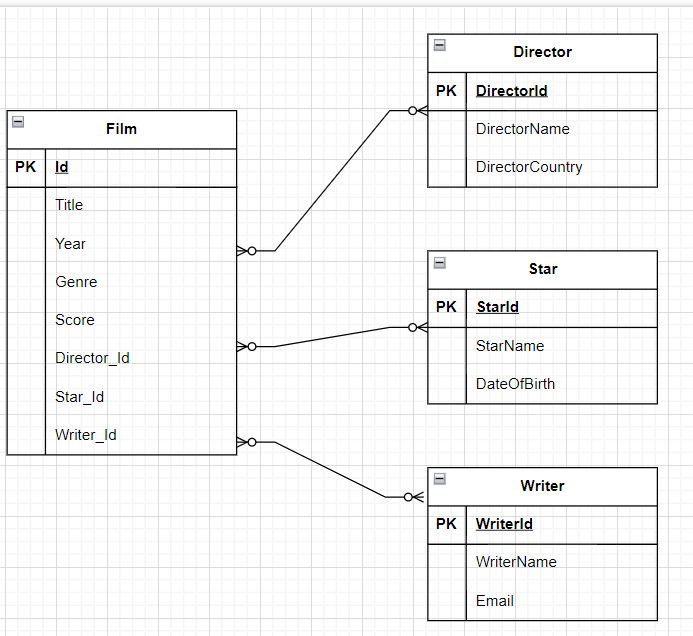 Film
PK Id
Title
Year
Genre
Score
Director_Id
Star_Id
Writer_Id
Director
PK DirectorId
DirectorName
DirectorCountry
Star
PK StarId
StarName
DateOfBirth
Writer
PK WriterId
WriterName
Email